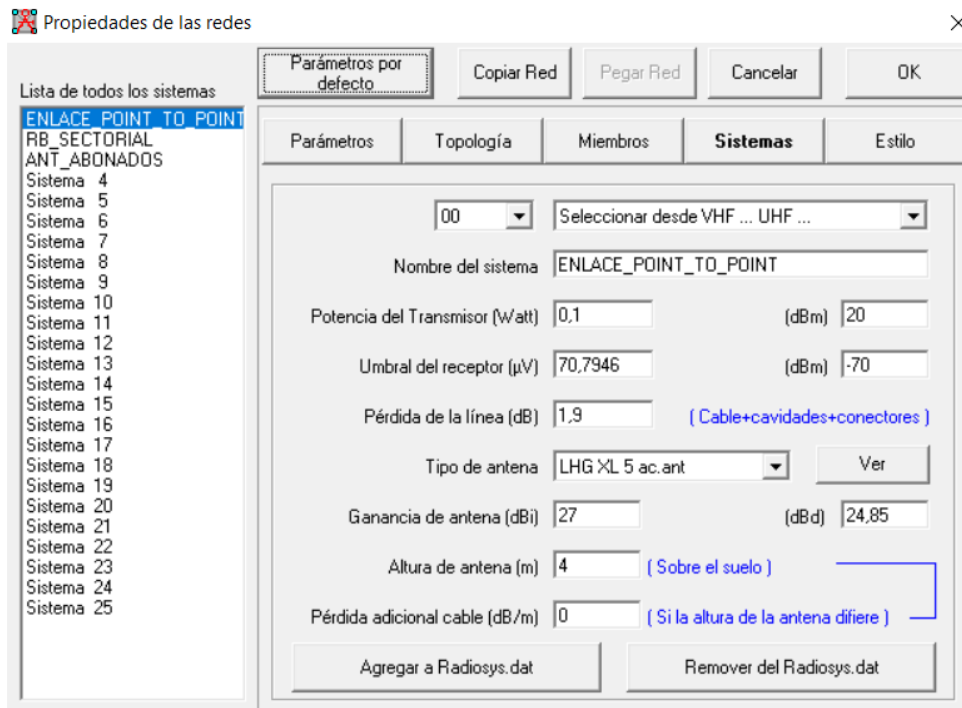 Propiedades de las redes
Parámetros por defecto
Copiar Red
Pegar Red
Cancelar
OK
Lista de todos los sistemas
ENLACE_POINT_TO_POINT
RB_SECTORIAL
ANT_ABONADOS
Sistema 4
Sistema 5
Sistema 6
Sistema 7
Sistema 8
Sistema 9
Sistema 10
Sistema 11
Sistema 12
Sistema 13
Sistema 14
Sistema 15
Sistema 16
Sistema 17
Sistema 18
Sistema 19
Sistema 20
Sistema 21
Sistema 22
Sistema 23
Sistema 24
Sistema 25
Parámetros Topología Miembros Sistemas Estilo
00 Seleccionar desde VHF ... UHF ...
Nombre del sistema ENLACE_POINT_TO_POINT
Potencia del Transmisor (Watt) 0,1 (dBm) 20
Umbral del receptor (µV) 70,7946 (dBm) -70
Pérdida de la línea (dB) 1,9 ( Cable+cavidades+conectores )
Tipo de antena LHG XL 5 ac.ant Ver
Ganancia de antena (dBi) 27 (dBd) 24,85
Altura de antena (m) 4 ( Sobre el suelo )
Pérdida adicional cable (dB/m) 0 ( Si la altura de la antena difiere )
Agregar a Radiosys.dat Remover del Radiosys.dat